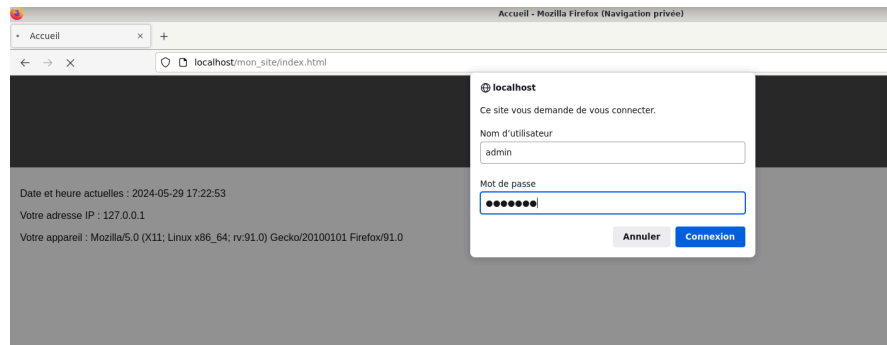 Accueil - Mozilla Firefox (Navigation privée)
Accueil
localhost/mon_site/index.html
localhost
Ce site vous demande de vous connecter.
Nom d'utilisateur
admin
Mot de passe
●●●●●●●
Annuler Connexion
Date et heure actuelles : 2024-05-29 17:22:53
Votre adresse IP : 127.0.0.1
Votre appareil : Mozilla/5.0 (X11; Linux x86_64; rv:91.0) Gecko/20100101 Firefox/91.0